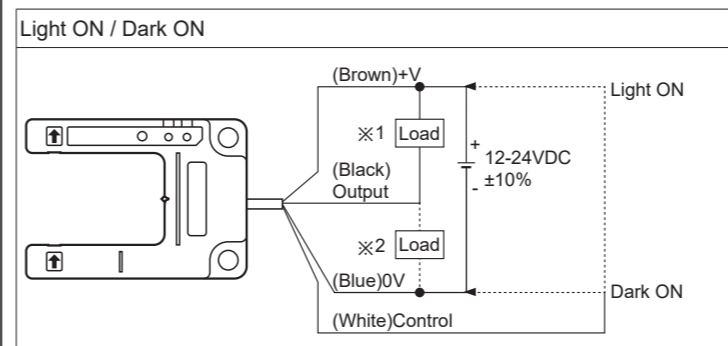 Light ON / Dark ON
(Brown)+V
Light ON
※1 Load
+
12-24VDC
±10%
-
(Black)
Output
※2 Load
(Blue)0V
Dark ON
(White)Control